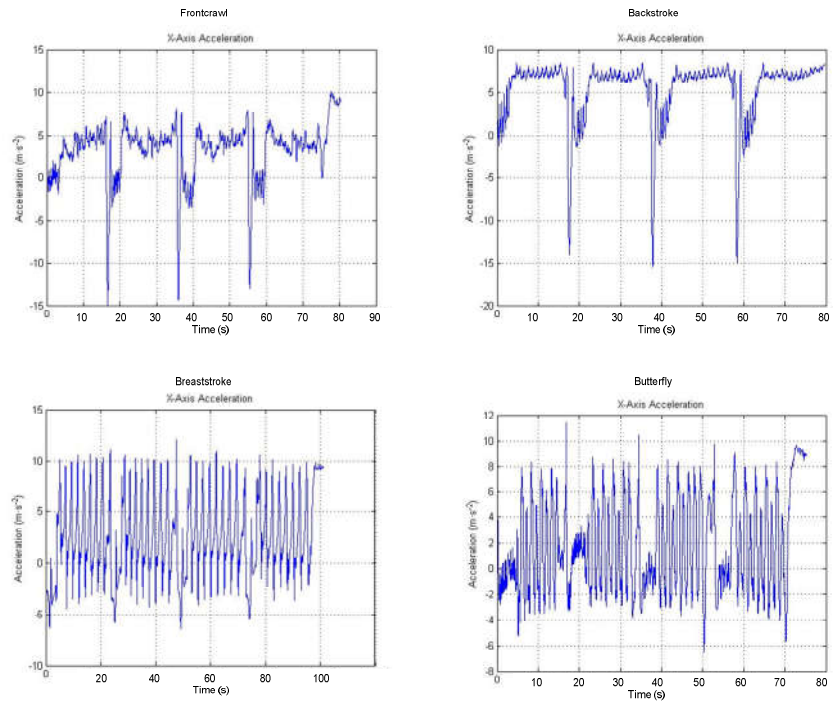 Frontcrawl
X-Axis Acceleration
15
10
5
0
-5
-10
-15
Acceleration (m·s⁻²)
0 10 20 30 40 50 60 70 80 90
Time (s)
Backstroke
X-Axis Acceleration
10
5
0
-5
-10
-15
-20
Acceleration (m·s⁻²)
0 10 20 30 40 50 60 70 80
Time (s)
Breaststroke
X-Axis Acceleration
15
10
5
0
-5
-10
Acceleration (m·s⁻²)
0 20 40 60 80 100
Time (s)
Butterfly
X-Axis Acceleration
12
10
8
6
4
2
0
-2
-4
-6
-8
Acceleration (m·s⁻²)
0 10 20 30 40 50 60 70 80
Time (s)